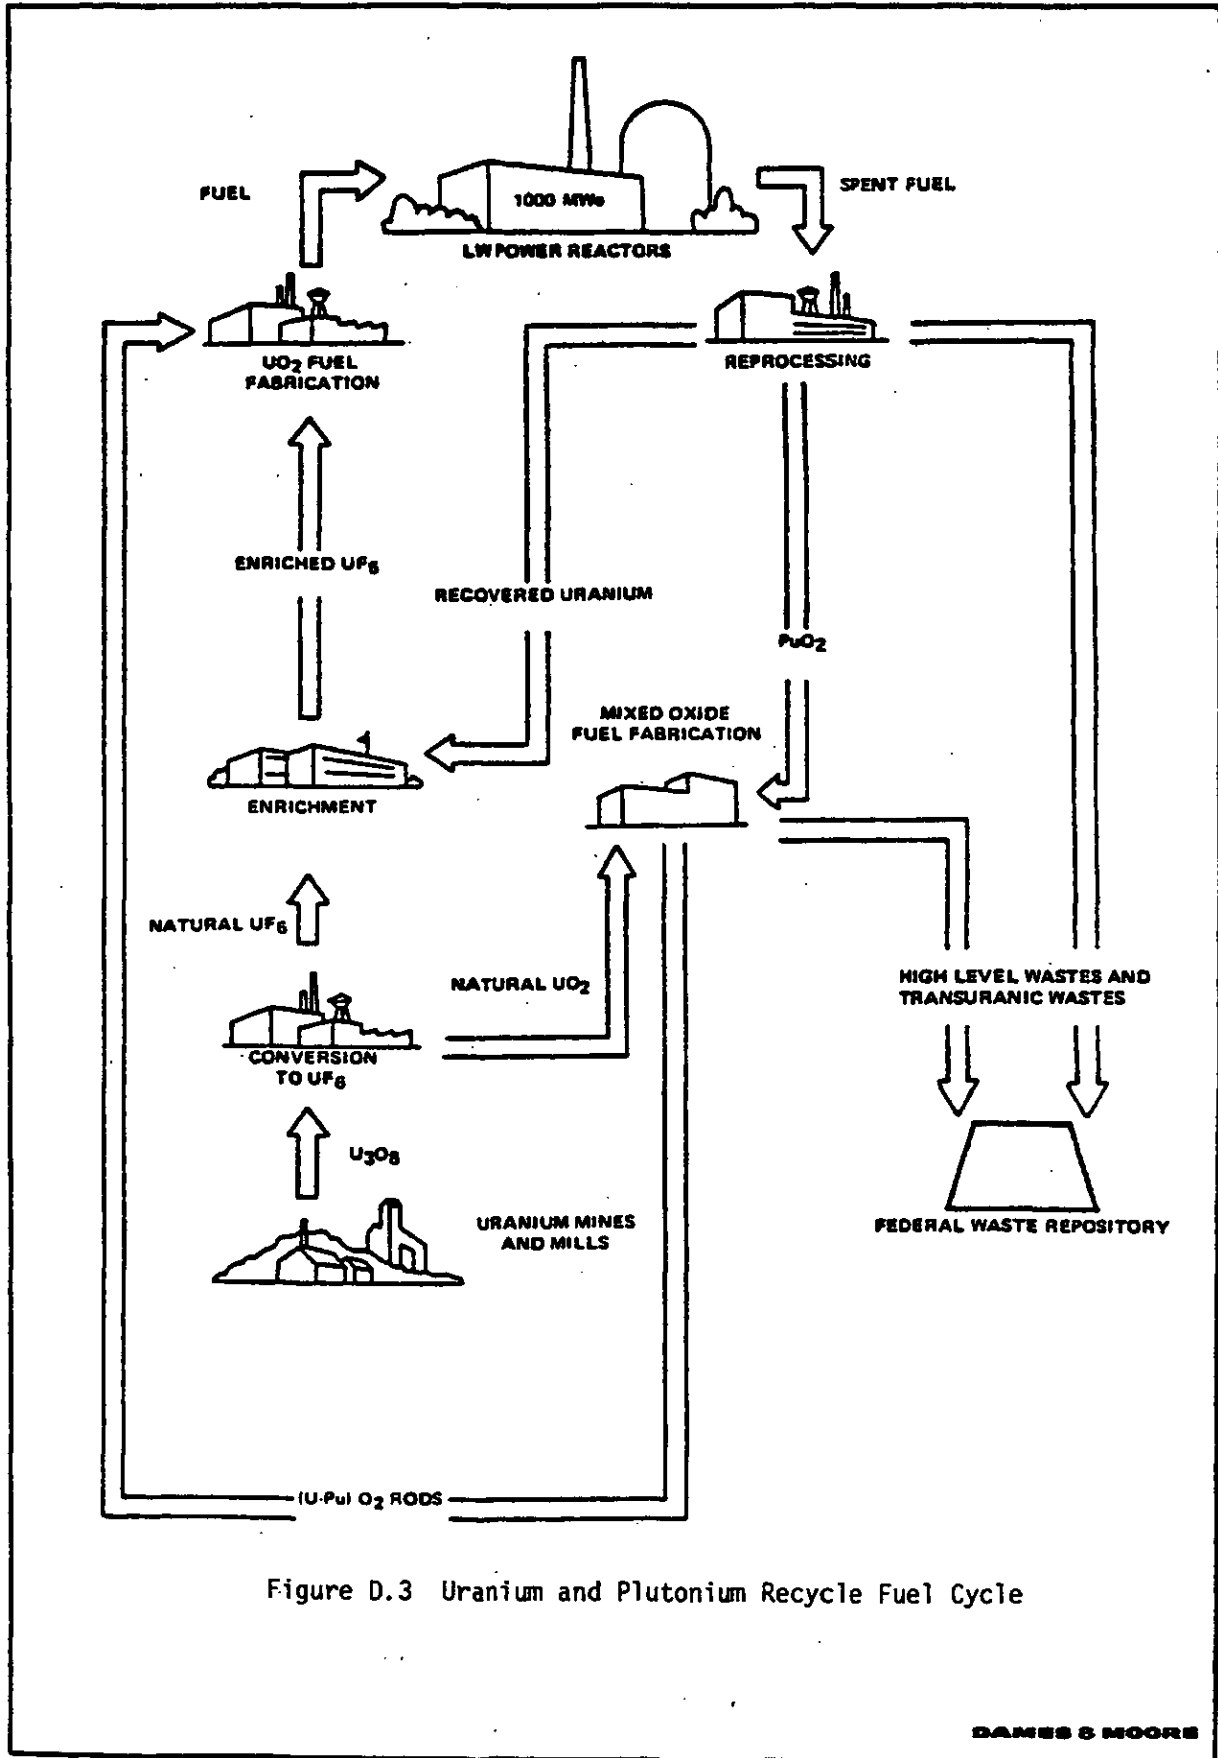 FUEL
1000 MWe
SPENT FUEL
LW POWER REACTORS
UO₂ FUEL
FABRICATION
REPROCESSING
ENRICHED UF₆
RECOVERED URANIUM
PuO₂
MIXED OXIDE
FUEL FABRICATION
ENRICHMENT
NATURAL UF₆
NATURAL UO₂
HIGH LEVEL WASTES AND
TRANSURANIC WASTES
CONVERSION
TO UF₆
U₃O₈
URANIUM MINES
AND MILLS
FEDERAL WASTE REPOSITORY
(U-Pu) O₂ RODS
Figure D.3 Uranium and Plutonium Recycle Fuel Cycle
DAMES & MOORE